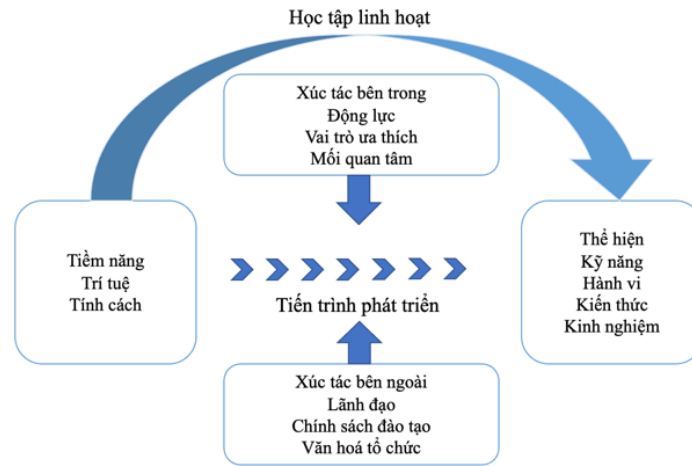 Học tập linh hoạt
Xúc tác bên trong
Động lực
Vai trò ưa thích
Mối quan tâm
Tiềm năng
Trí tuệ
Tính cách
Tiến trình phát triển
Thể hiện
Kỹ năng
Hành vi
Kiến thức
Kinh nghiệm
Xúc tác bên ngoài
Lãnh đạo
Chính sách đào tạo
Văn hoá tổ chức